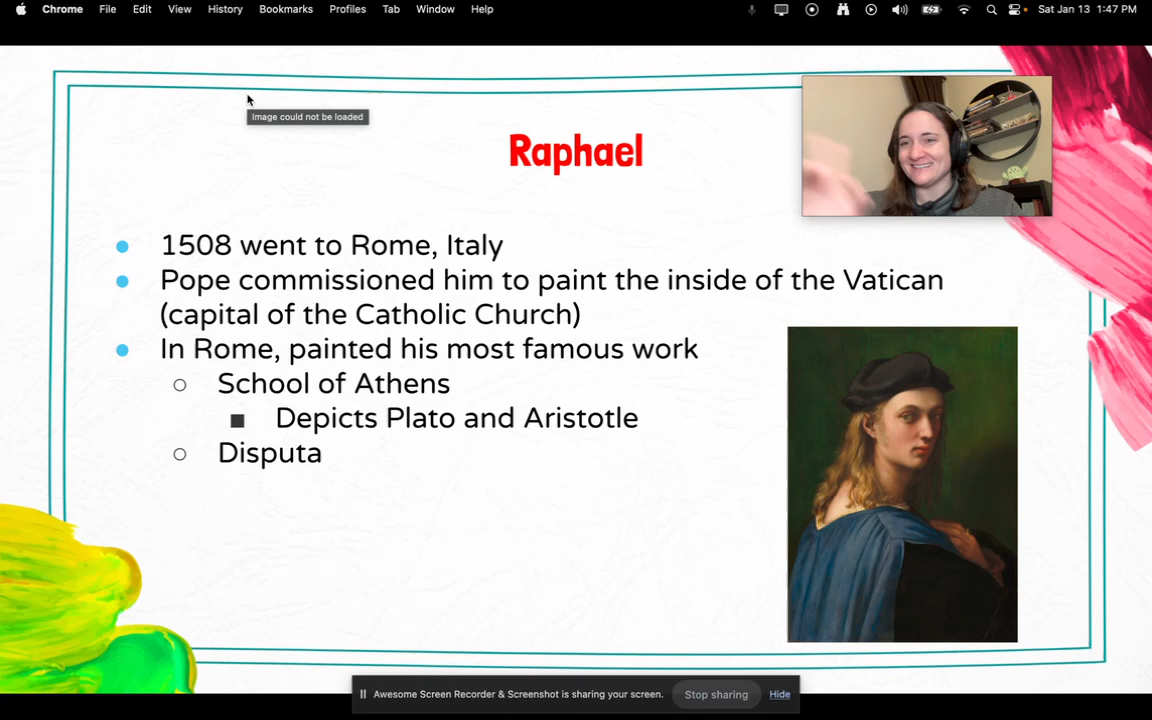 Chrome File Edit View History Bookmarks Profiles Tab Window Help Sat Jan 13 1:47 PM
Image could not be loaded
Raphael
1508 went to Rome, Italy
Pope commissioned him to paint the inside of the Vatican
(capital of the Catholic Church)
In Rome, painted his most famous work
School of Athens
Depicts Plato and Aristotle
Disputa
Awesome Screen Recorder & Screenshot is sharing your screen. Stop sharing Hide